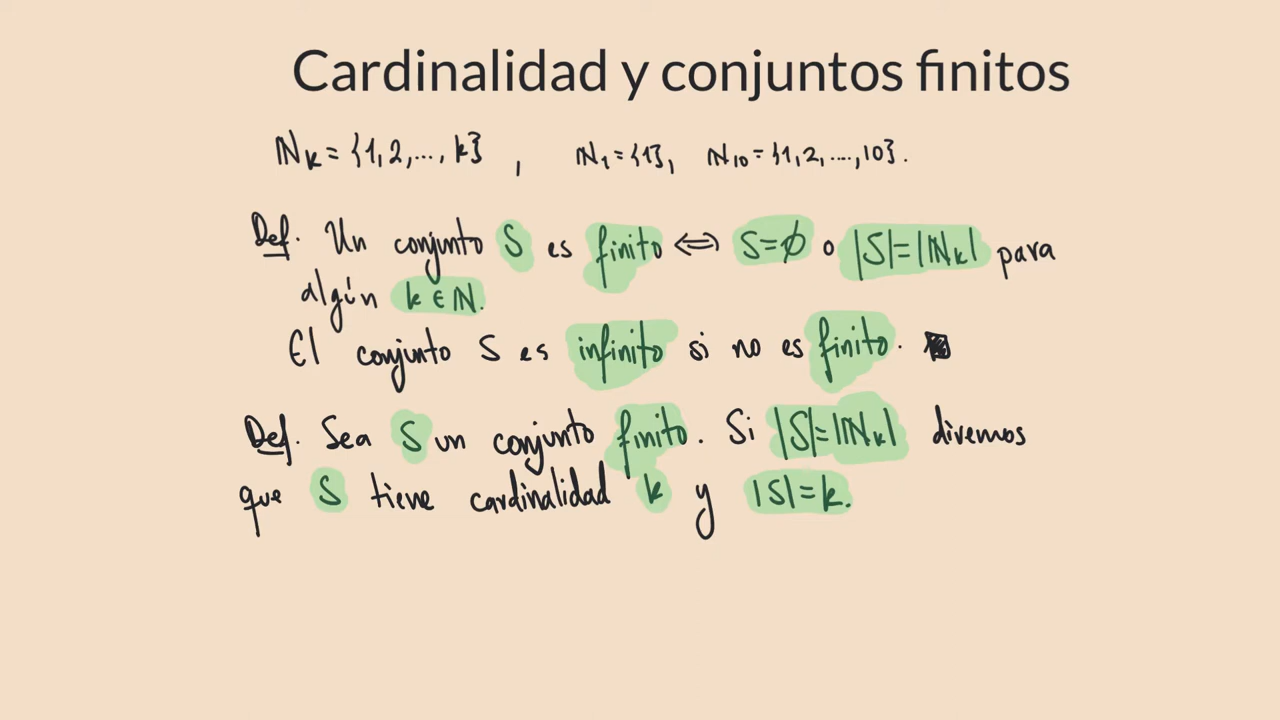 Cardinalidad y conjuntos finitos
ℕₖ = {1, 2, ..., k} , ℕ₁ = {1}, ℕ₁₀ = {1, 2, ...., 10}.
Def. Un conjunto S es finito ⟺ S = ϕ o |S| = |ℕₖ| para
algún k ∈ ℕ.
El conjunto S es infinito si no es finito.
Def. Sea S un conjunto finito. Si |S| = |ℕₖ| diremos
que S tiene cardinalidad k y |S| = k.